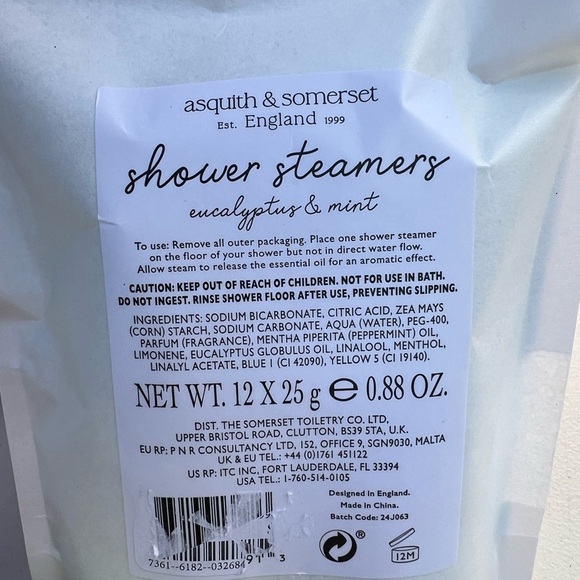 asquith & somerset
Est. England 1999
shower steamers
eucalyptus & mint
To use: Remove all outer packaging. Place one shower steamer
on the floor of your shower but not in direct water flow.
Allow steam to release the essential oil for an aromatic effect.
CAUTION: KEEP OUT OF REACH OF CHILDREN. NOT FOR USE IN BATH.
DO NOT INGEST. RINSE SHOWER FLOOR AFTER USE, PREVENTING SLIPPING.
INGREDIENTS: SODIUM BICARBONATE, CITRIC ACID, ZEA MAYS
(CORN) STARCH, SODIUM CARBONATE, AQUA (WATER), PEG-400,
PARFUM (FRAGRANCE), MENTHA PIPERITA (PEPPERMINT) OIL,
LIMONENE, EUCALYPTUS GLOBULUS OIL, LINALOOL, MENTHOL,
LINALYL ACETATE, BLUE 1 (CI 42090), YELLOW 5 (CI 19140).
NET WT. 12 X 25 g e 0.88 OZ.
DIST. THE SOMERSET TOILETRY CO. LTD,
UPPER BRISTOL ROAD, CLUTTON, BS39 5TA, U.K.
EU RP: P N R CONSULTANCY LTD, 152, OFFICE 9, SGN9030, MALTA
UK & EU TEL.: +44 (0)1761 451122
US RP: ITC INC, FORT LAUDERDALE, FL 33394
USA TEL.: 1-760-514-0105
Designed in England.
Made in China.
Batch Code: 24J063
®
12M
7361--6182--03268
91 3